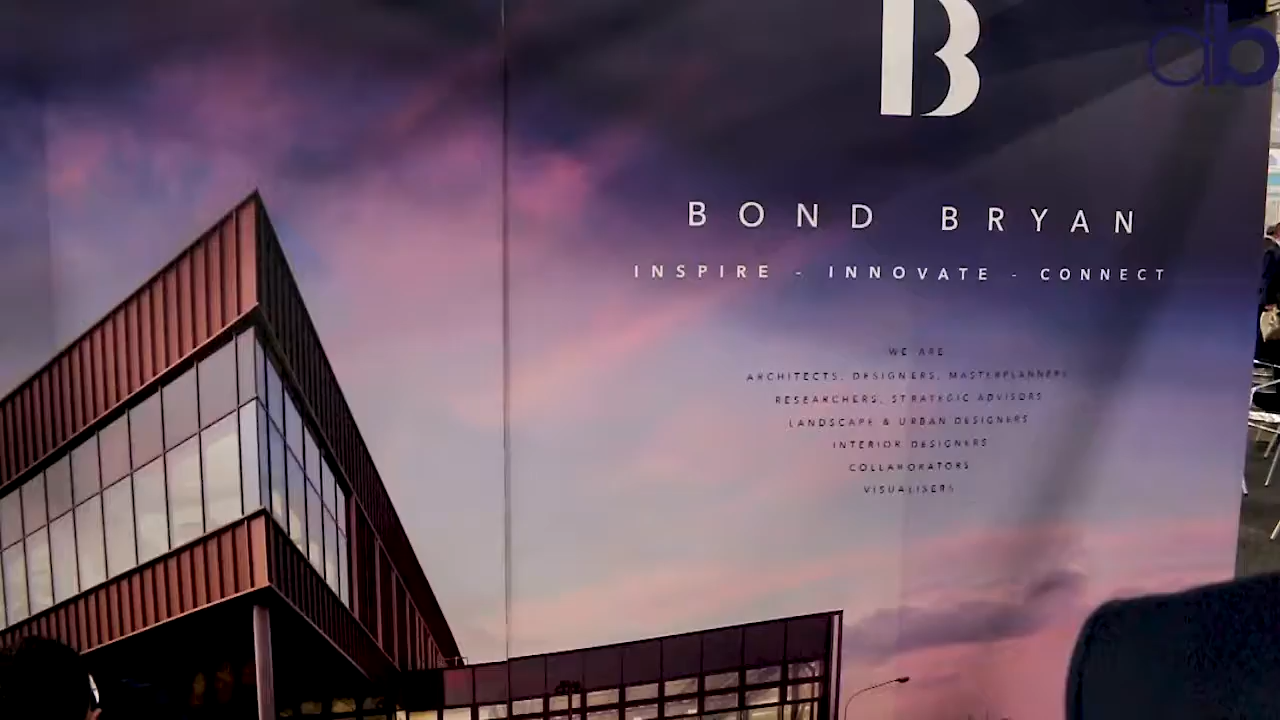 B
ab
BOND BRYAN
INSPIRE - INNOVATE - CONNECT
WE ARE
ARCHITECTS, DESIGNERS, MASTERPLANNERS
RESEARCHERS, STRATEGIC ADVISORS
LANDSCAPE & URBAN DESIGNERS
INTERIOR DESIGNERS
COLLABORATORS
VISUALISERS